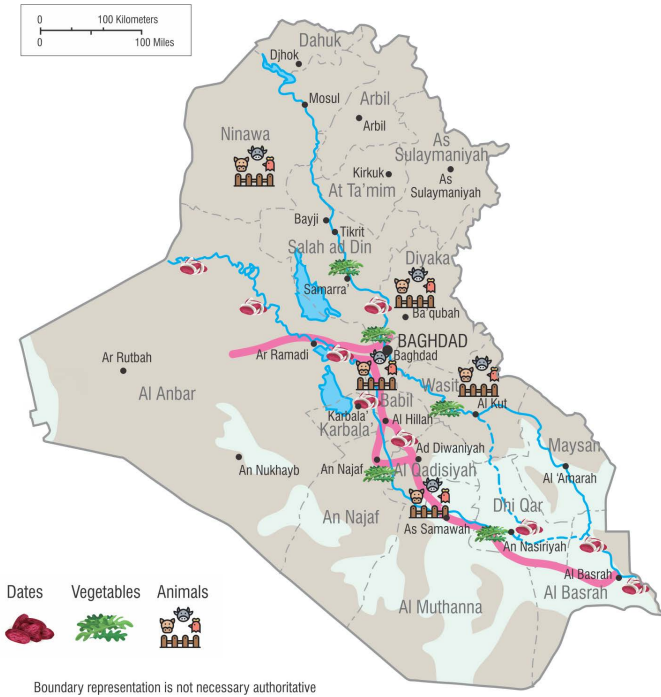 0 100 Kilometers
0 100 Miles
Dahuk
Djhok
Mosul
Arbil
Arbil
Ninawa
As
Sulaymaniyah
Kirkuk
As
Sulaymaniyah
At Ta'mim
Bayji
Tikrit
Salah ad Din
Diyaka
Samarra'
Ba'qubah
BAGHDAD
Baghdad
Ar Ramadi
Ar Rutbah
Al Anbar
Wasit
Babil
Al Kut
Karbala'
Karbala'
Al Hillah
Maysan
Ad Diwaniyah
An Nukhayb
An Najaf
Al Qadisiyah
Al 'Amarah
Dhi Qar
An Najaf
As Samawah
An Nasiriyah
Al Basrah
Al Basrah
Al Muthanna
Dates Vegetables Animals
Boundary representation is not necessary authoritative